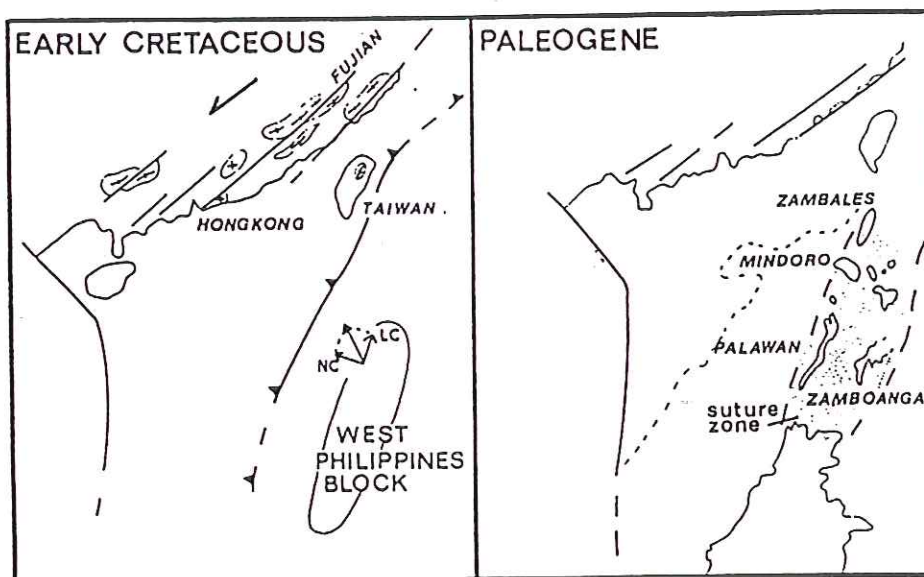 EARLY CRETACEOUS
FUJIAN
HONGKONG
TAIWAN
NC
LC
WEST
PHILIPPINES
BLOCK
PALEOGENE
ZAMBALES
MINDORO
PALAWAN
ZAMBOANGA
suture
zone